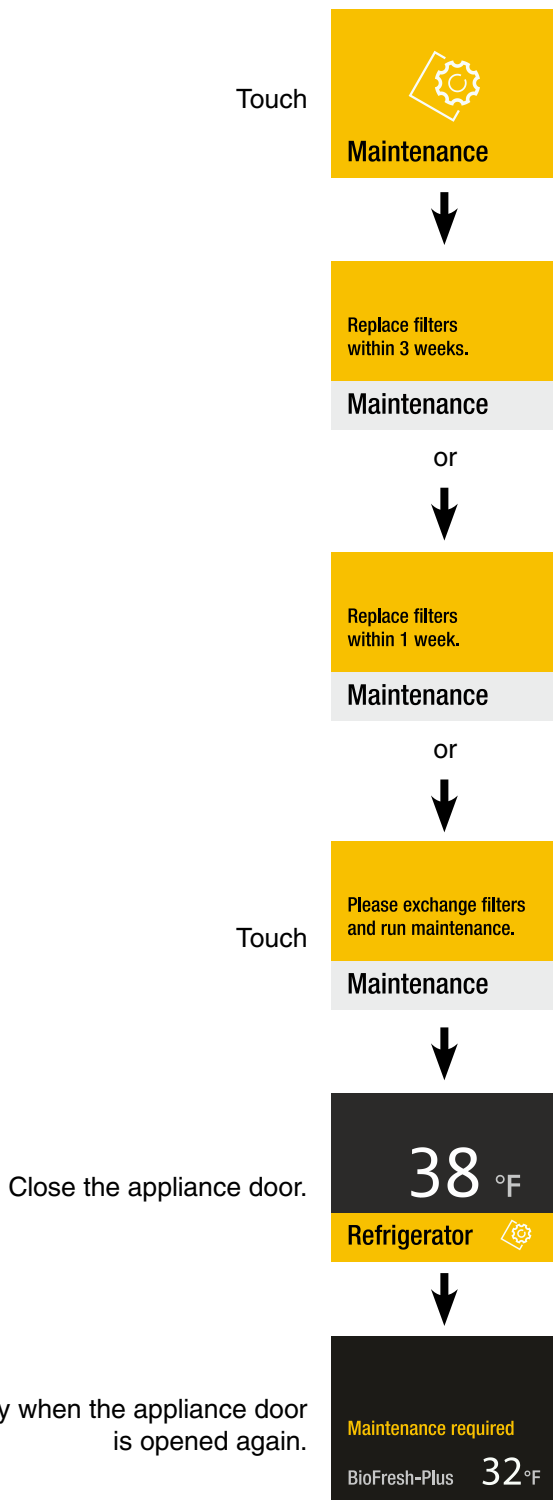 Touch
Maintenance
Replace filters
within 3 weeks.
Maintenance
or
Replace filters
within 1 week.
Maintenance
or
Please exchange filters
and run maintenance.
Touch
Maintenance
38 °F
Close the appliance door.
Refrigerator
when the appliance door
is opened again.
Maintenance required
BioFresh-Plus 32°F